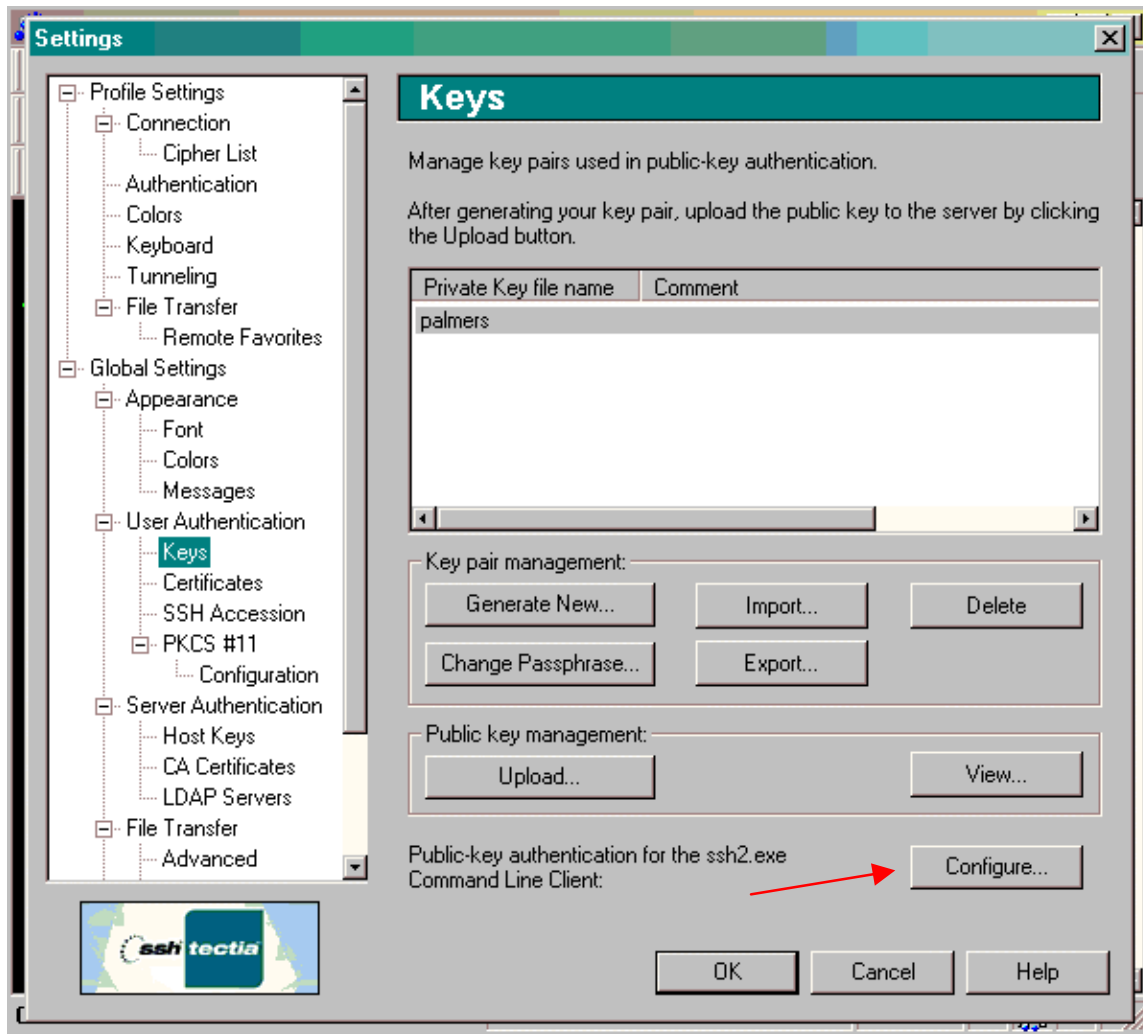 Settings
Profile Settings
Connection
Cipher List
Authentication
Colors
Keyboard
Tunneling
File Transfer
Remote Favorites
Global Settings
Appearance
Font
Colors
Messages
User Authentication
Keys
Certificates
SSH Accession
PKCS #11
Configuration
Server Authentication
Host Keys
CA Certificates
LDAP Servers
File Transfer
Advanced
ssh tectia
Keys
Manage key pairs used in public-key authentication.
After generating your key pair, upload the public key to the server by clicking
the Upload button.
Private Key file name Comment
palmers
Key pair management:
Generate New... Import... Delete
Change Passphrase... Export...
Public key management:
Upload... View...
Public-key authentication for the ssh2.exe
Command Line Client:
Configure...
OK Cancel Help